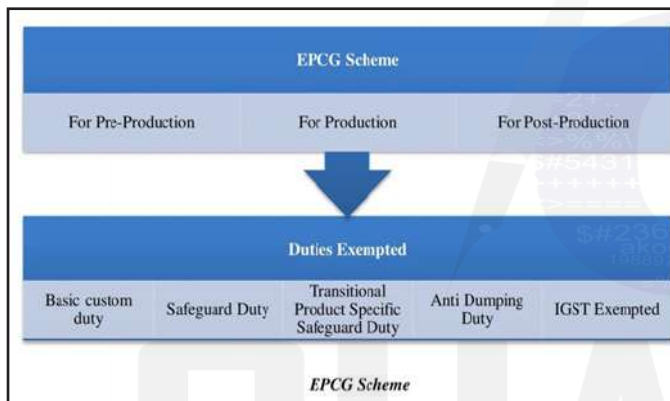 EPCG Scheme
For Pre-Production
For Production
For Post-Production
Duties Exempted
Basic custom
duty
Safeguard Duty
Transitional
Product Specific
Safeguard Duty
Anti Dumping
Duty
IGST Exempted
EPCG Scheme